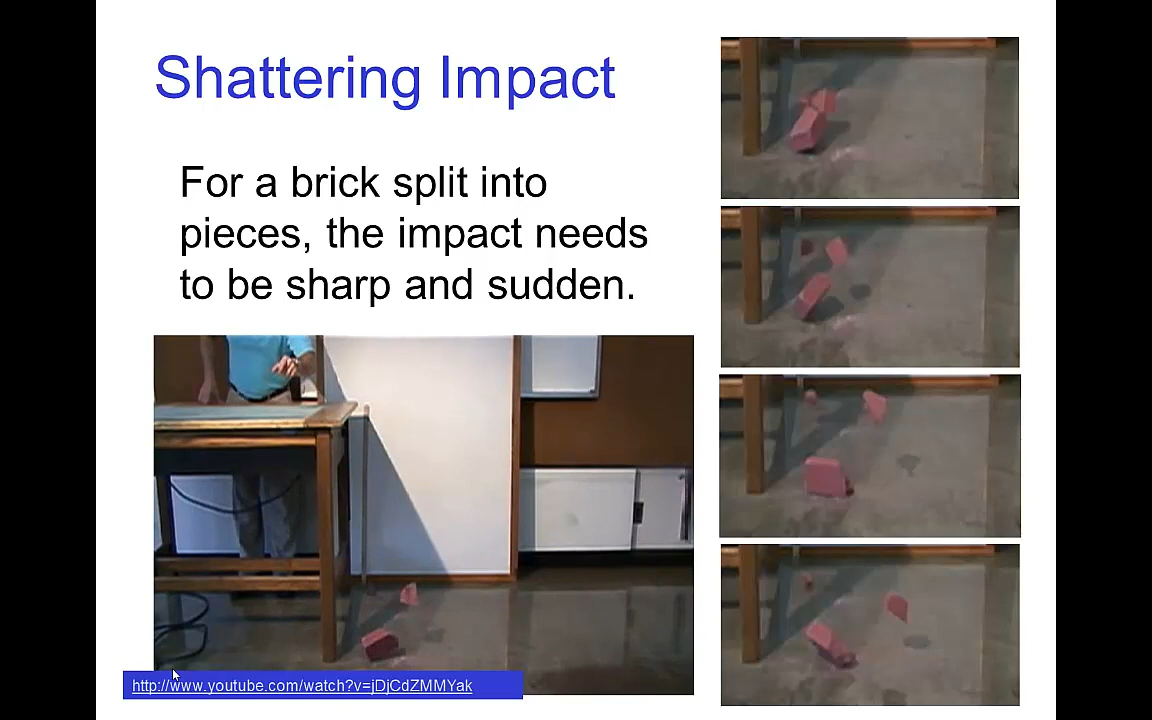 Shattering Impact
For a brick split into
pieces, the impact needs
to be sharp and sudden.
http://www.youtube.com/watch?v=jDjCdZMMYak